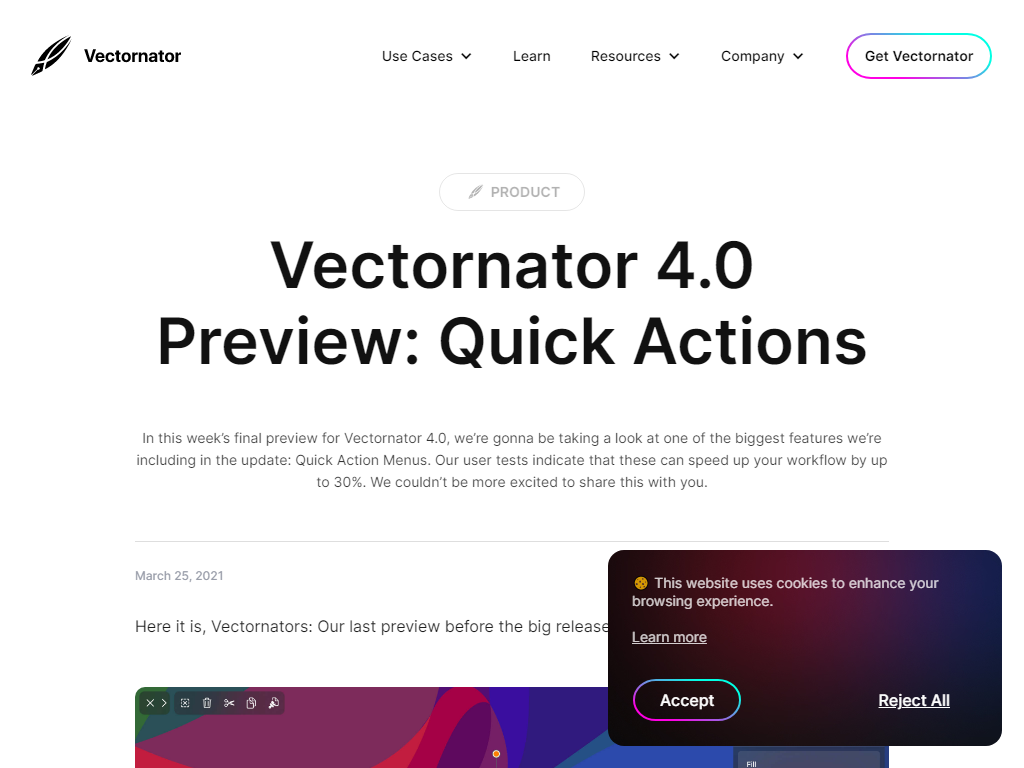 Vectornator
Use Cases
Learn
Resources
Company
Get Vectornator
PRODUCT
Vectornator 4.0
Preview: Quick Actions
In this week's final preview for Vectornator 4.0, we're gonna be taking a look at one of the biggest features we're
including in the update: Quick Action Menus. Our user tests indicate that these can speed up your workflow by up
to 30%. We couldn't be more excited to share this with you.
March 25, 2021
Here it is, Vectornators: Our last preview before the big release
This website uses cookies to enhance your
browsing experience.
Learn more
Accept
Reject All
Fill